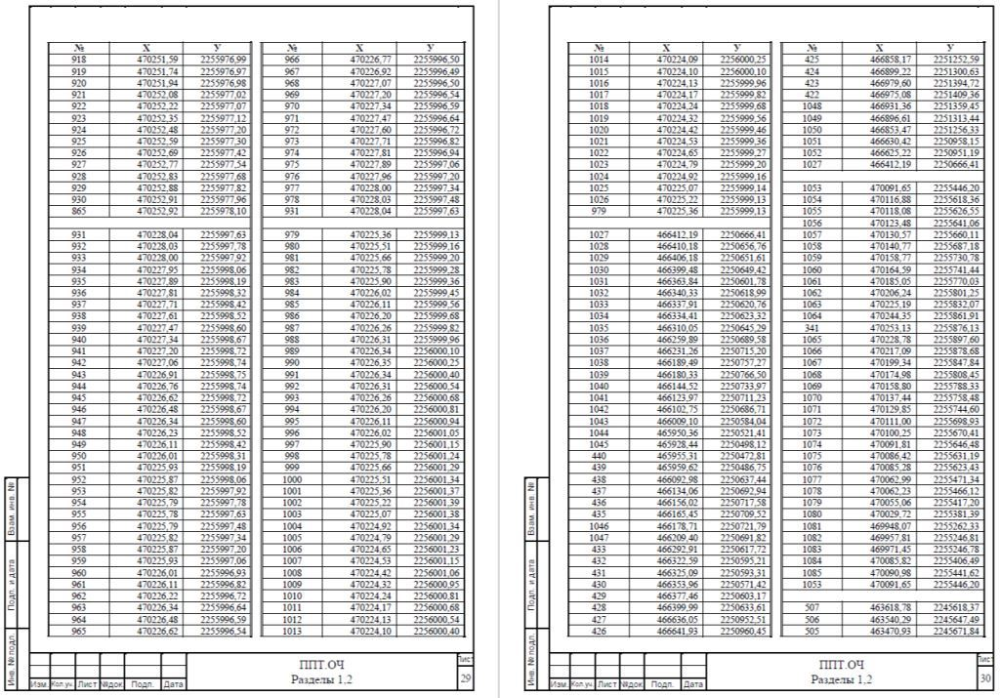 № X У
918 470251,59 2255976,99
919 470251,74 2255976,97
920 470251,94 2255976,98
921 470252,08 2255977,02
922 470252,22 2255977,07
923 470252,35 2255977,12
924 470252,48 2255977,20
925 470252,59 2255977,30
926 470252,69 2255977,42
927 470252,77 2255977,54
928 470252,83 2255977,68
929 470252,88 2255977,82
930 470252,91 2255977,96
865 470252,92 2255978,10
931 470228,04 2255997,63
932 470228,03 2255997,78
933 470228,00 2255997,92
934 470227,95 2255998,06
935 470227,89 2255998,19
936 470227,81 2255998,32
937 470227,71 2255998,42
938 470227,61 2255998,52
939 470227,47 2255998,60
940 470227,34 2255998,67
941 470227,20 2255998,72
942 470227,06 2255998,74
943 470226,91 2255998,75
944 470226,76 2255998,74
945 470226,62 2255998,72
946 470226,48 2255998,67
947 470226,34 2255998,60
948 470226,23 2255998,52
949 470226,11 2255998,42
950 470226,01 2255998,31
951 470225,93 2255998,19
952 470225,87 2255998,06
953 470225,82 2255997,92
954 470225,79 2255997,78
955 470225,78 2255997,63
956 470225,79 2255997,48
957 470225,82 2255997,34
958 470225,87 2255997,20
959 470225,93 2255997,06
960 470226,01 2255996,93
961 470226,11 2255996,82
962 470226,22 2255996,72
963 470226,34 2255996,64
964 470226,48 2255996,59
965 470226,62 2255996,54
№ X У
966 470226,77 2255996,50
967 470226,92 2255996,49
968 470227,07 2255996,50
969 470227,20 2255996,54
970 470227,34 2255996,59
971 470227,47 2255996,64
972 470227,60 2255996,72
973 470227,71 2255996,82
974 470227,81 2255996,94
975 470227,89 2255997,06
976 470227,96 2255997,20
977 470228,00 2255997,34
978 470228,03 2255997,48
931 470228,04 2255997,63
979 470225,36 2255999,13
980 470225,51 2255999,16
981 470225,66 2255999,20
982 470225,78 2255999,28
983 470225,90 2255999,36
984 470226,02 2255999,45
985 470226,11 2255999,56
986 470226,20 2255999,68
987 470226,26 2255999,82
988 470226,31 2255999,96
989 470226,34 2256000,10
990 470226,35 2256000,25
991 470226,34 2256000,40
992 470226,31 2256000,54
993 470226,26 2256000,68
994 470226,20 2256000,81
995 470226,11 2256000,94
996 470226,02 2256001,05
997 470225,90 2256001,15
998 470225,78 2256001,24
999 470225,66 2256001,29
1000 470225,51 2256001,34
1001 470225,36 2256001,37
1002 470225,22 2256001,39
1003 470225,07 2256001,38
1004 470224,92 2256001,34
1005 470224,79 2256001,29
1006 470224,65 2256001,23
1007 470224,53 2256001,15
1008 470224,42 2256001,06
1009 470224,32 2256000,95
1010 470224,24 2256000,81
1011 470224,17 2256000,68
1012 470224,13 2256000,54
1013 470224,10 2256000,40
Взам. инв. №
Подп. и дата
Инв. № подл.
Изм. Кол.уч. Лист №док. Подп. Дата
ППТ.ОЧ
Разделы 1,2
Лист
29
№ X У
1014 470224,09 2256000,25
1015 470224,10 2256000,10
1016 470224,13 2255999,96
1017 470224,17 2255999,82
1018 470224,24 2255999,68
1019 470224,32 2255999,56
1020 470224,42 2255999,46
1021 470224,53 2255999,36
1022 470224,65 2255999,27
1023 470224,79 2255999,20
1024 470224,92 2255999,16
1025 470225,07 2255999,14
1026 470225,22 2255999,13
979 470225,36 2255999,13
1027 466412,19 2250666,41
1028 466410,18 2250656,76
1029 466406,18 2250651,61
1030 466399,48 2250649,42
1031 466363,84 2250601,78
1032 466340,33 2250618,99
1033 466337,91 2250620,76
1034 466334,41 2250623,32
1035 466310,05 2250645,29
1036 466259,89 2250689,58
1037 466231,26 2250715,20
1038 466189,49 2250757,27
1039 466180,33 2250766,50
1040 466144,52 2250733,97
1041 466123,97 2250711,23
1042 466102,75 2250686,71
1043 466009,10 2250584,04
1044 465950,36 2250521,41
1045 465928,44 2250498,12
440 465955,31 2250472,81
439 465959,62 2250486,75
438 466092,98 2250637,44
437 466134,06 2250692,94
436 466156,02 2250717,58
435 466165,45 2250709,52
1046 466178,71 2250721,79
1047 466209,40 2250691,82
433 466292,91 2250617,72
432 466322,59 2250595,21
431 466325,09 2250593,31
430 466353,96 2250571,42
429 466377,46 2250603,17
428 466399,99 2250633,61
427 466636,05 2250952,51
426 466641,93 2250960,45
№ X У
425 466858,17 2251252,59
424 466899,22 2251300,63
423 466979,60 2251394,72
422 466975,08 2251409,36
1048 466931,36 2251359,45
1049 466896,61 2251313,44
1050 466853,47 2251256,33
1051 466630,42 2250958,15
1052 466625,22 2250951,19
1027 466412,19 2250666,41
1053 470091,65 2255446,20
1054 470116,88 2255618,36
1055 470118,08 2255626,55
1056 470123,48 2255641,06
1057 470130,57 2255660,11
1058 470140,77 2255687,18
1059 470158,77 2255730,78
1060 470164,59 2255741,44
1061 470185,05 2255770,03
1062 470206,24 2255801,25
1063 470225,19 2255832,07
1064 470244,35 2255861,91
341 470253,13 2255876,13
1065 470228,78 2255897,60
1066 470217,09 2255878,68
1067 470199,34 2255847,84
1068 470174,98 2255808,45
1069 470158,80 2255788,33
1070 470137,44 2255758,48
1071 470129,85 2255744,60
1072 470111,00 2255698,93
1073 470100,25 2255670,41
1074 470091,81 2255646,48
1075 470086,42 2255631,19
1076 470085,28 2255623,43
1077 470062,99 2255471,34
1078 470062,23 2255466,12
1079 470055,06 2255417,20
1080 470029,72 2255381,39
1081 469948,07 2255262,33
1082 469957,81 2255246,81
1083 469971,45 2255246,78
1084 470085,82 2255406,49
1085 470090,98 2255441,62
1053 470091,65 2255446,20
507 463618,78 2245618,37
506 463540,29 2245647,49
505 463470,93 2245671,84
Взам. инв. №
Подп. и дата
Инв. № подл.
Изм. Кол.уч. Лист №док. Подп. Дата
ППТ.ОЧ
Разделы 1,2
Лист
30